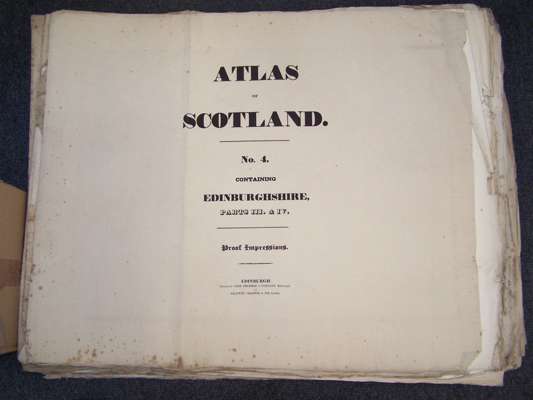 ATLAS
OF
SCOTLAND.
No. 4.
CONTAINING
EDINBURGHSHIRE,
PARTS III. & IV.
Proof Impressions.
EDINBURGH